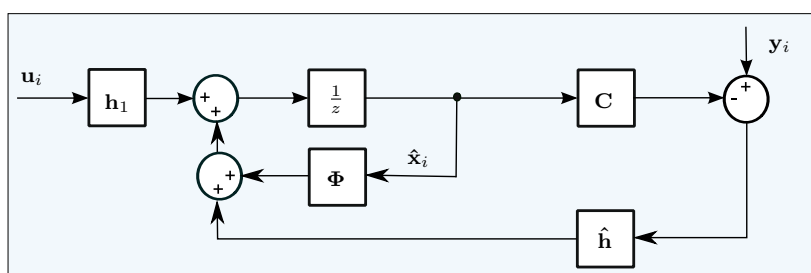 u_i
h_1
+
+
1/z
C
-
+
y_i
+
+
Φ
x̂_i
ĥ